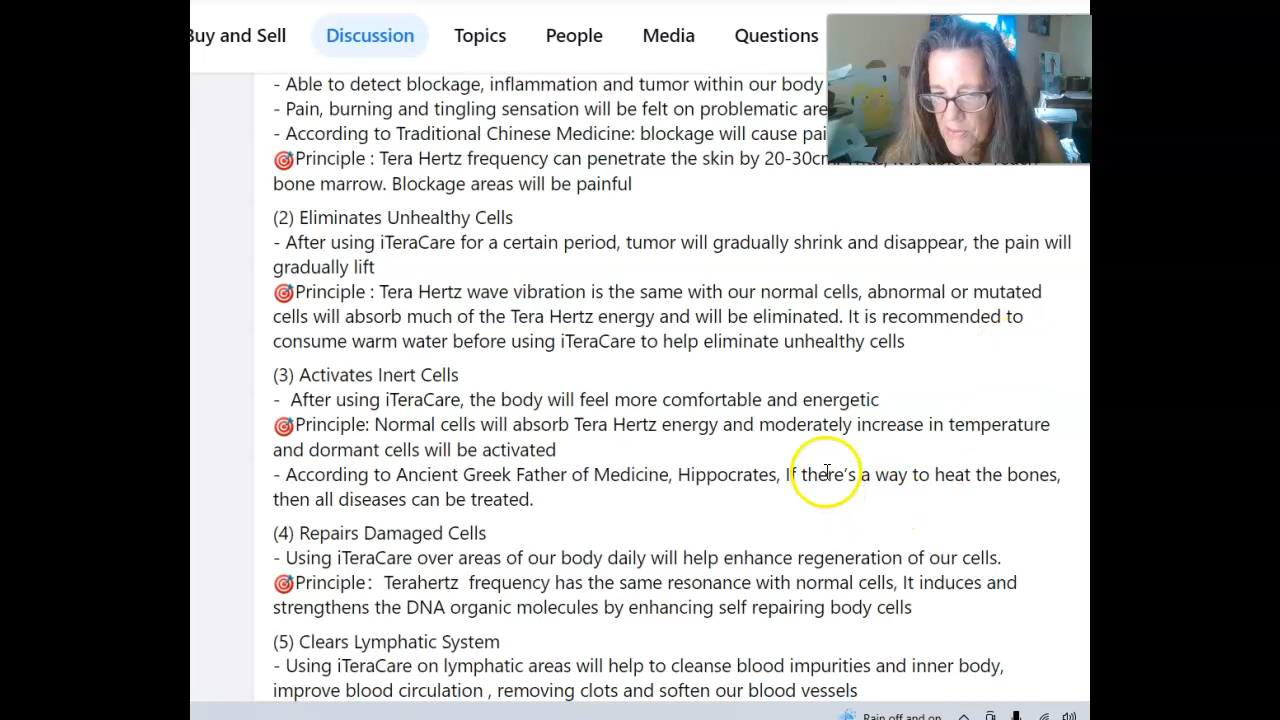 Buy and Sell Discussion Topics People Media Questions
- Able to detect blockage, inflammation and tumor within our body
- Pain, burning and tingling sensation will be felt on problematic are
- According to Traditional Chinese Medicine: blockage will cause pai
🎯Principle : Tera Hertz frequency can penetrate the skin by 20-30cm. Thus, it is able to reach
bone marrow. Blockage areas will be painful
(2) Eliminates Unhealthy Cells
- After using iTeraCare for a certain period, tumor will gradually shrink and disappear, the pain will
gradually lift
🎯Principle : Tera Hertz wave vibration is the same with our normal cells, abnormal or mutated
cells will absorb much of the Tera Hertz energy and will be eliminated. It is recommended to
consume warm water before using iTeraCare to help eliminate unhealthy cells
(3) Activates Inert Cells
- After using iTeraCare, the body will feel more comfortable and energetic
🎯Principle: Normal cells will absorb Tera Hertz energy and moderately increase in temperature
and dormant cells will be activated
- According to Ancient Greek Father of Medicine, Hippocrates, If there's a way to heat the bones,
then all diseases can be treated.
(4) Repairs Damaged Cells
- Using iTeraCare over areas of our body daily will help enhance regeneration of our cells.
🎯Principle: Terahertz frequency has the same resonance with normal cells, It induces and
strengthens the DNA organic molecules by enhancing self repairing body cells
(5) Clears Lymphatic System
- Using iTeraCare on lymphatic areas will help to cleanse blood impurities and inner body,
improve blood circulation , removing clots and soften our blood vessels
Rain off and on